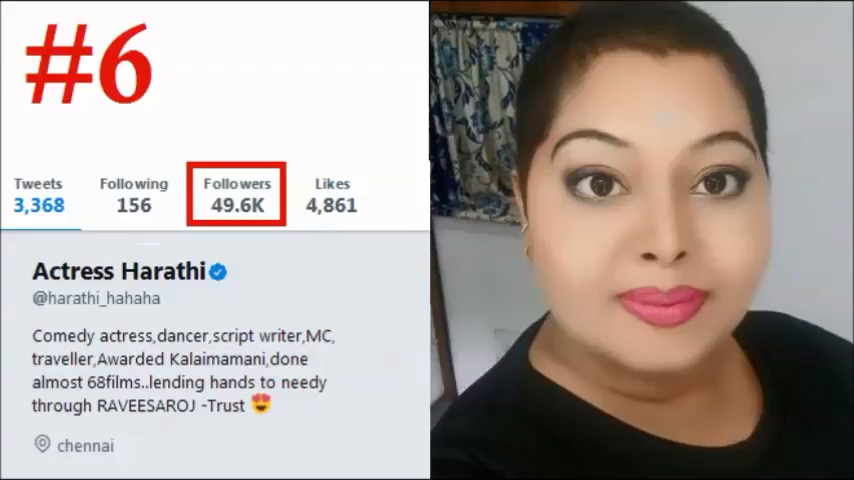 #6
Tweets Following Followers Likes
3,368 156 49.6K 4,861
Actress Harathi
@harathi_hahaha
Comedy actress,dancer,script writer,MC,
traveller,Awarded Kalaimamani,done
almost 68films..lending hands to needy
through RAVEESAROJ -Trust 😍
chennai